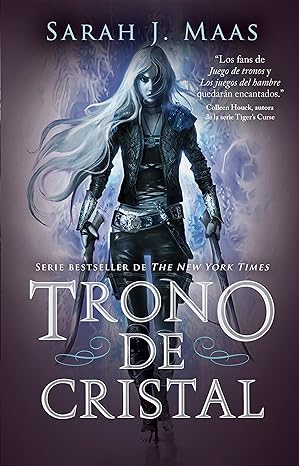 SARAH J. MAAS
"Los fans de
Juego de tronos y
Los juegos del hambre
quedarán encantados."
Colleen Houck, autora
de la serie Tiger's Curse
SERIE BESTSELLER DE THE NEW YORK TIMES
TRONO
DE
CRISTAL